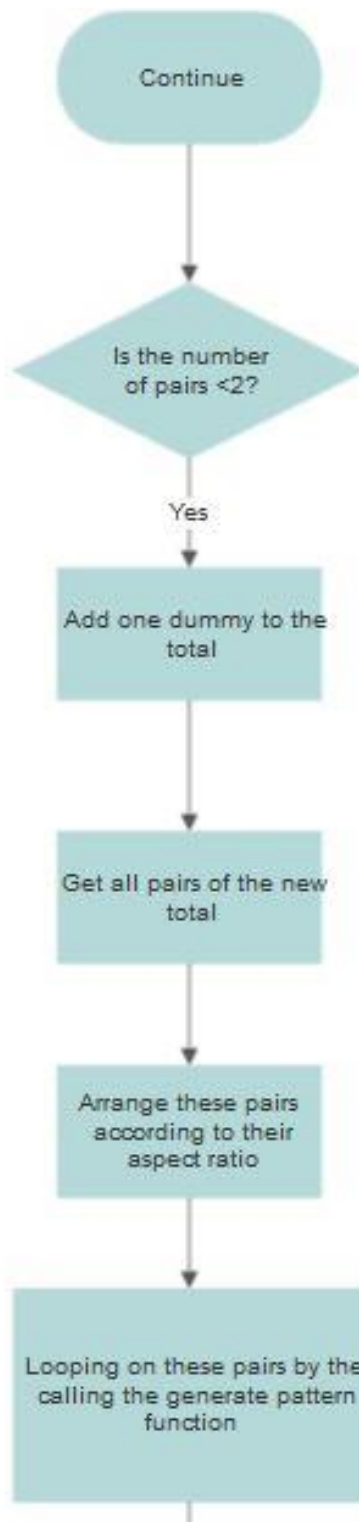 Continue
Is the number
of pairs <2?
Yes
Add one dummy to the
total
Get all pairs of the new
total
Arrange these pairs
according to their
aspect ratio
Looping on these pairs by the
calling the generate pattern
function